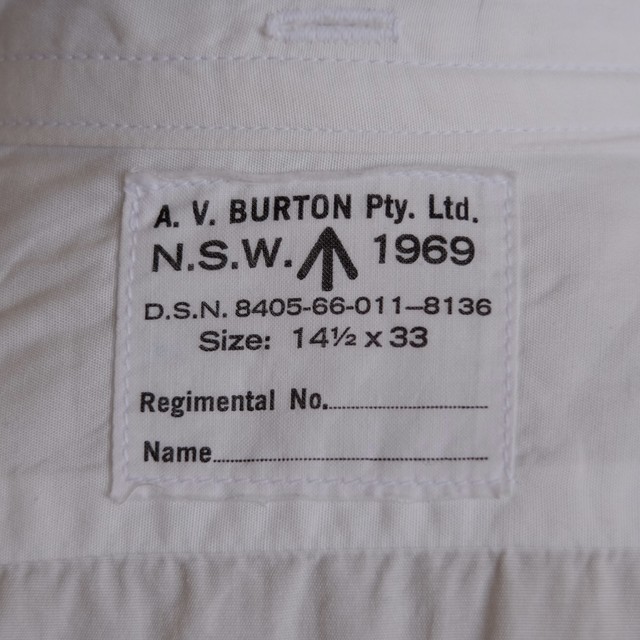 A. V. BURTON Pty. Ltd.
N.S.W. 1969
D.S.N. 8405-66-011-8136
Size: 14½ x 33
Regimental No.
Name